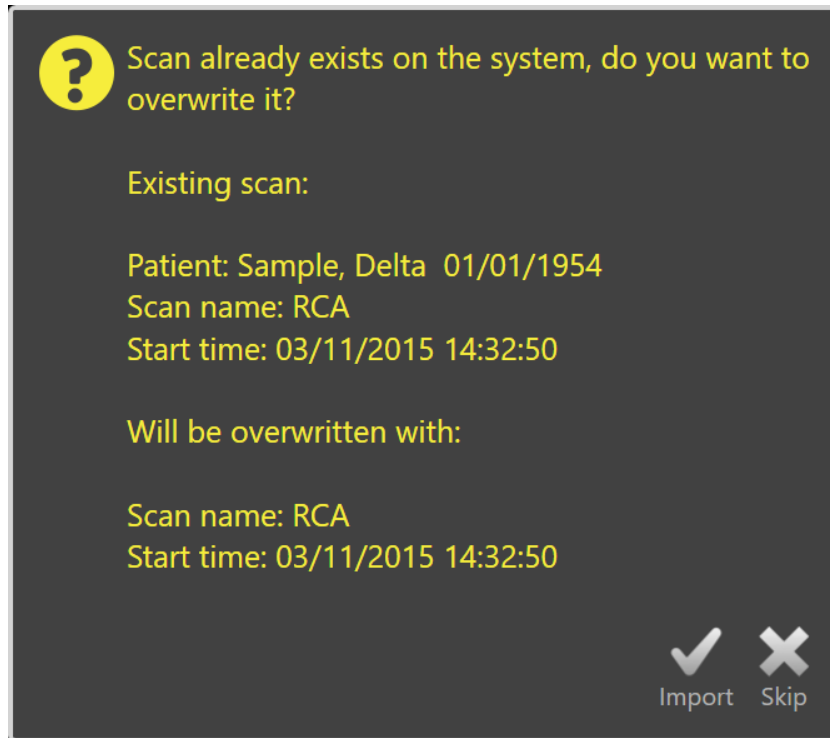 Scan already exists on the system, do you want to
overwrite it?
Existing scan:
Patient: Sample, Delta  01/01/1954
Scan name: RCA
Start time: 03/11/2015 14:32:50
Will be overwritten with:
Scan name: RCA
Start time: 03/11/2015 14:32:50
Import Skip